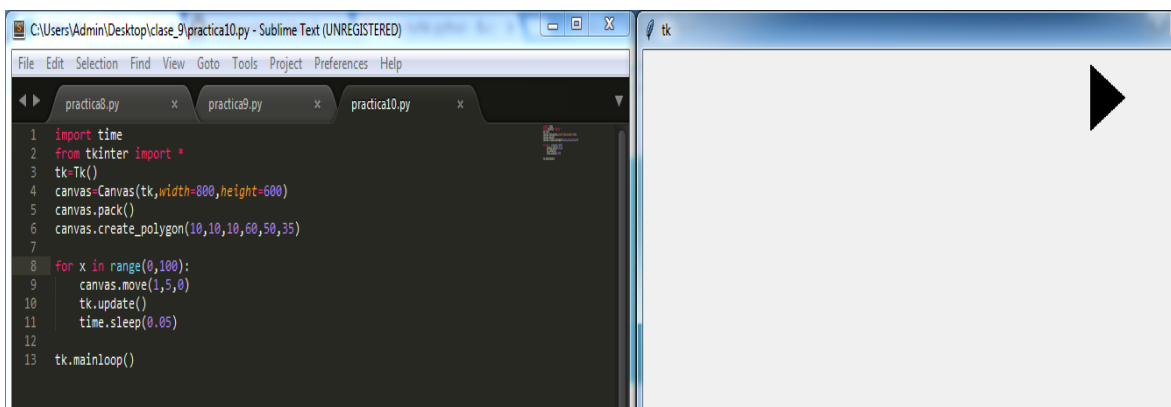 C:\Users\Admin\Desktop\clase_9\practica10.py - Sublime Text (UNREGISTERED)
File Edit Selection Find View Goto Tools Project Preferences Help
practica8.py × practica9.py × practica10.py ×
1 import time
2 from tkinter import *
3 tk=Tk()
4 canvas=Canvas(tk,width=800,height=600)
5 canvas.pack()
6 canvas.create_polygon(10,10,10,60,50,35)
7
8 for x in range(0,100):
9 canvas.move(1,5,0)
10 tk.update()
11 time.sleep(0.05)
12
13 tk.mainloop()
tk